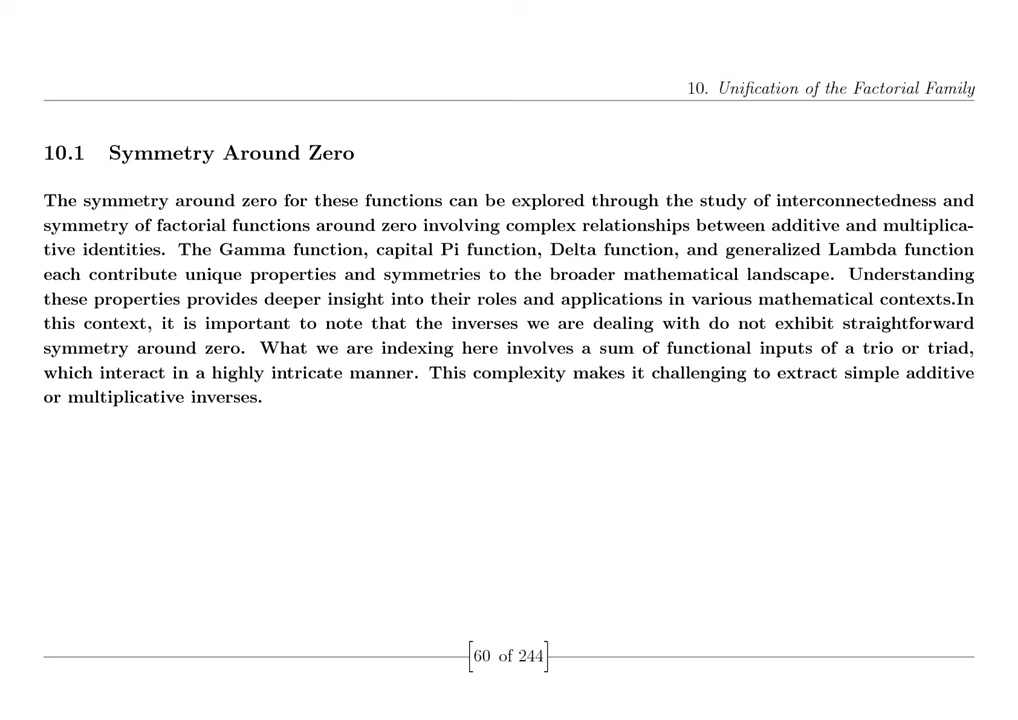 10. Unification of the Factorial Family
10.1 Symmetry Around Zero
The symmetry around zero for these functions can be explored through the study of interconnectedness and
symmetry of factorial functions around zero involving complex relationships between additive and multiplica-
tive identities. The Gamma function, capital Pi function, Delta function, and generalized Lambda function
each contribute unique properties and symmetries to the broader mathematical landscape. Understanding
these properties provides deeper insight into their roles and applications in various mathematical contexts.In
this context, it is important to note that the inverses we are dealing with do not exhibit straightforward
symmetry around zero. What we are indexing here involves a sum of functional inputs of a trio or triad,
which interact in a highly intricate manner. This complexity makes it challenging to extract simple additive
or multiplicative inverses.
[60 of 244]